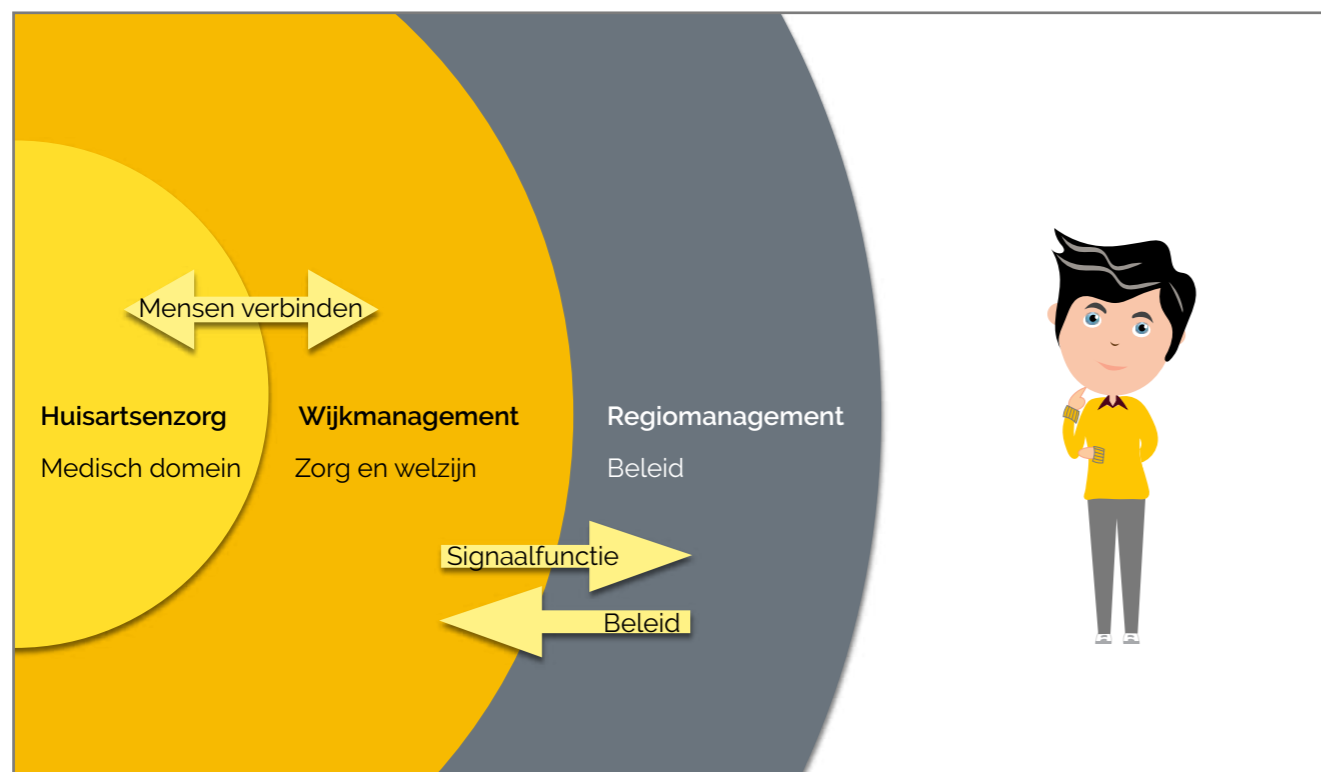 Mensen verbinden
Huisartsenzorg
Medisch domein
Wijkmanagement
Zorg en welzijn
Regiomanagement
Beleid
Signaalfunctie
Beleid